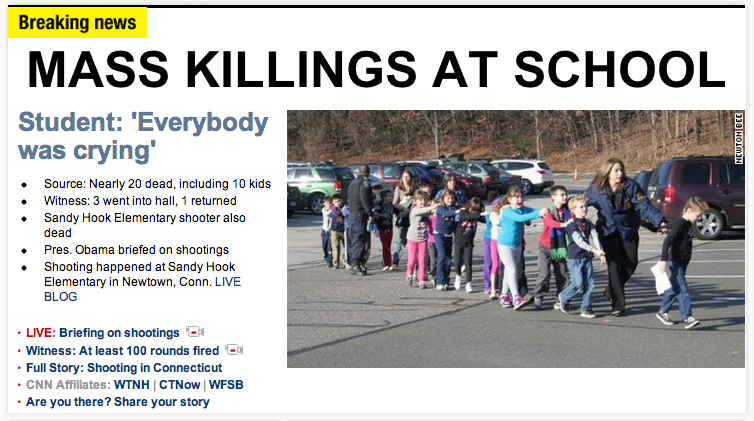 Breaking news
MASS KILLINGS AT SCHOOL
Student: 'Everybody
was crying'
Source: Nearly 20 dead, including 10 kids
Witness: 3 went into hall, 1 returned
Sandy Hook Elementary shooter also
dead
Pres. Obama briefed on shootings
Shooting happened at Sandy Hook
Elementary in Newtown, Conn. LIVE
BLOG
LIVE: Briefing on shootings
Witness: At least 100 rounds fired
Full Story: Shooting in Connecticut
CNN Affiliates: WTNH | CTNow | WFSB
Are you there? Share your story
NEWTON BEE